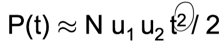 P(t) ≈ N u₁ u₂ t² / 2